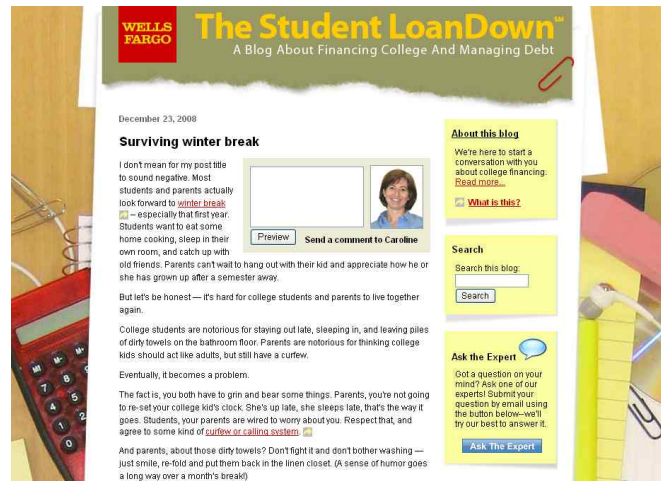 WELLS
FARGO
The Student LoanDown℠
A Blog About Financing College And Managing Debt
December 23, 2008
Surviving winter break
I don't mean for my post title
to sound negative. Most
students and parents actually
look forward to winter break
– especially that first year.
Students want to eat some
home cooking, sleep in their
own room, and catch up with
old friends. Parents can't wait to hang out with their kid and appreciate how he or
she has grown up after a semester away.
Preview
Send a comment to Caroline
But let's be honest — it's hard for college students and parents to live together
again.
College students are notorious for staying out late, sleeping in, and leaving piles
of dirty towels on the bathroom floor. Parents are notorious for thinking college
kids should act like adults, but still have a curfew.
Eventually, it becomes a problem.
The fact is, you both have to grin and bear some things. Parents, you're not going
to re-set your college kid's clock. She's up late, she sleeps late, that's the way it
goes. Students, your parents are wired to worry about you. Respect that, and
agree to some kind of curfew or calling system.
And parents, about those dirty towels? Don't fight it and don't bother washing —
just smile, re-fold and put them back in the linen closet. (A sense of humor goes
a long way over a month's break!)
About this blog
We're here to start a
conversation with you
about college financing.
Read more...
What is this?
Search
Search this blog:
Search
Ask the Expert
Got a question on your
mind? Ask one of our
experts! Submit your
question by email using
the button below--we'll
try our best to answer it.
Ask The Expert
M-
M+
7
8
4
5
1
2
3
0